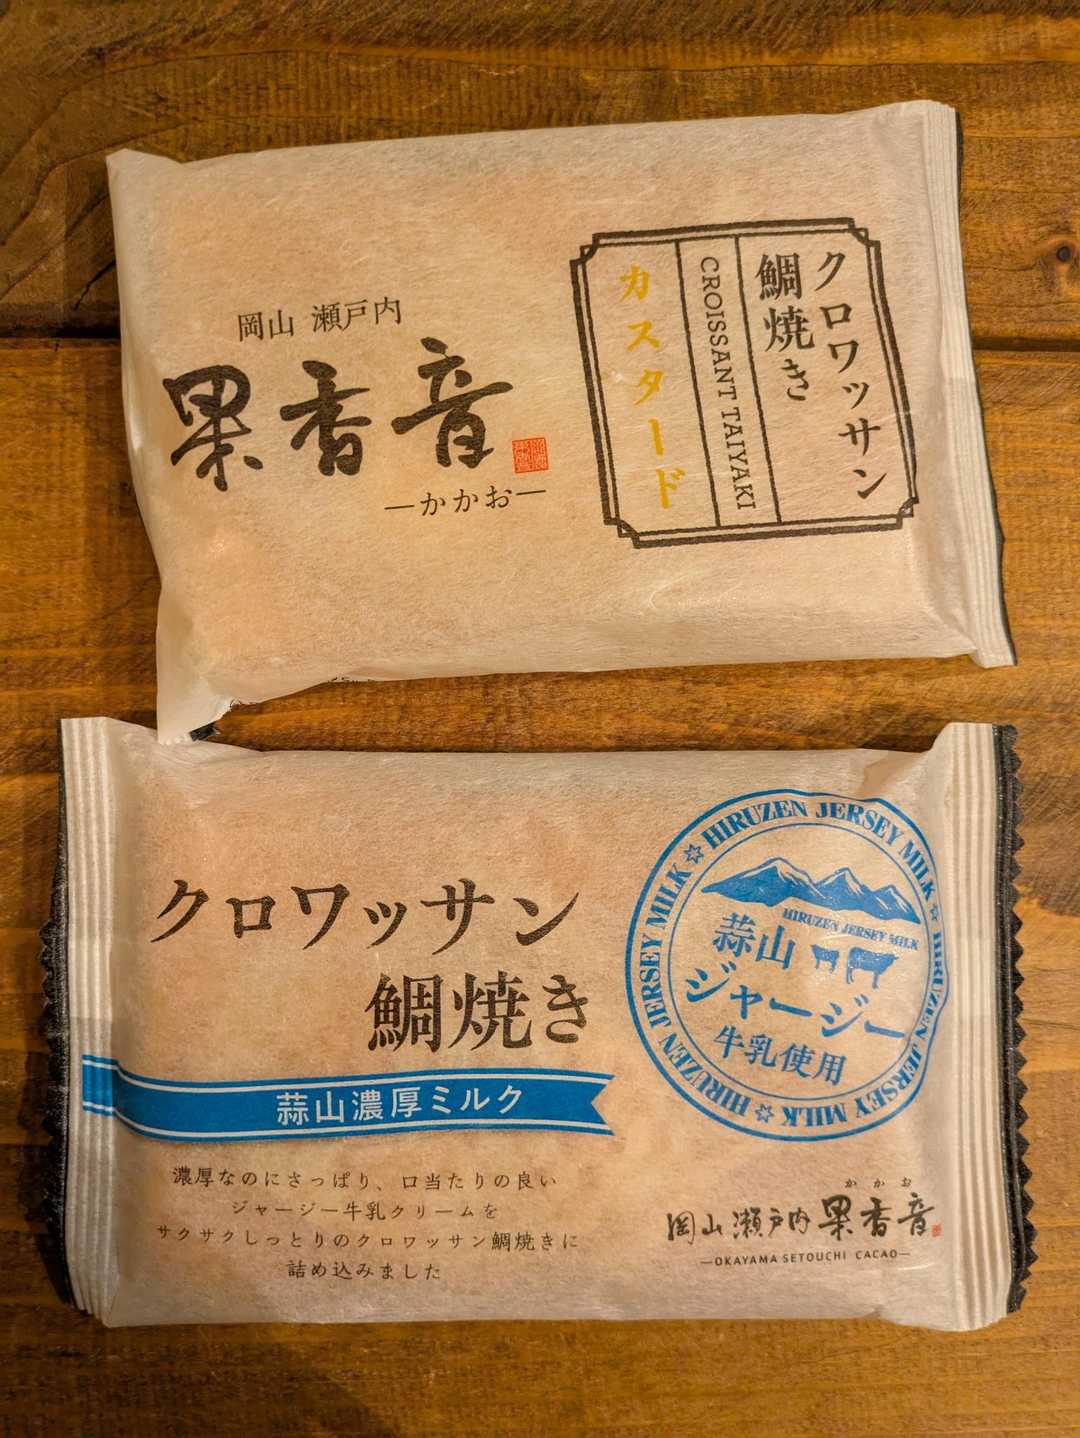 岡山 瀬戸内
果香音
―かかお―
クロワッサン
鯛焼き
CROISSANT TAIYAKI
カスタード
クロワッサン
鯛焼き
蒜山濃厚ミルク
濃厚なのにさっぱり、口当たりの良い
ジャージー牛乳クリームを
サクサクしっとりのクロワッサン鯛焼きに
詰め込みました
HIRUZEN JERSEY MILK ☆ HIRUZEN JERSEY MILK ☆ HIRUZEN JERSEY MILK ☆
HIRUZEN JERSEY MILK
蒜山
ジャージー
牛乳使用
かかお
岡山瀬戸内果香音
―OKAYAMA SETOUCHI CACAO―